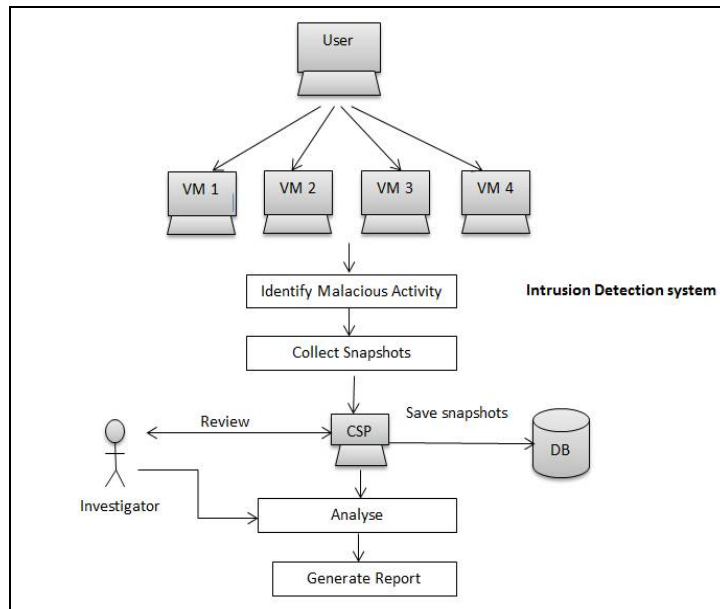 User
VM 1
VM 2
VM 3
VM 4
Identify Malacious Activity
Intrusion Detection system
Collect Snapshots
Review
CSP
Save snapshots
DB
Investigator
Analyse
Generate Report